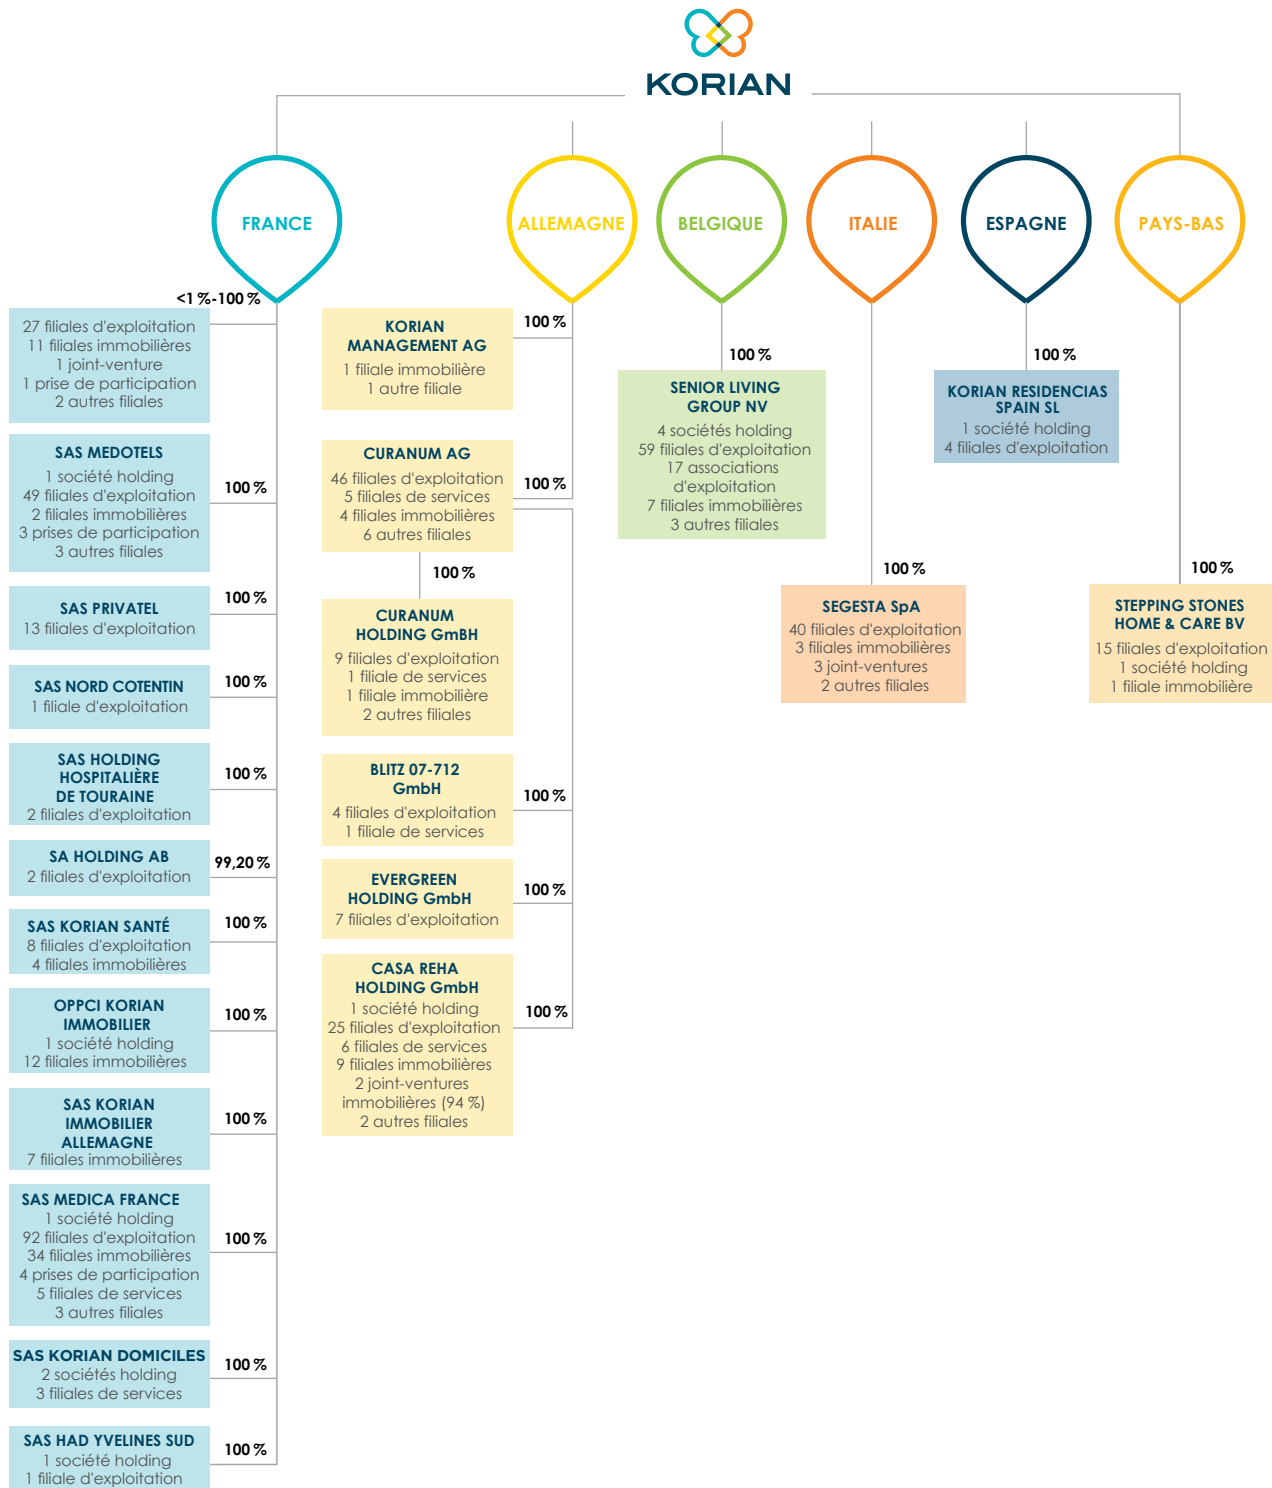 KORIAN
FRANCE
ALLEMAGNE
BELGIQUE
ITALIE
ESPAGNE
PAYS-BAS
<1 %-100 %
27 filiales d'exploitation
11 filiales immobilières
1 joint-venture
1 prise de participation
2 autres filiales
SAS MEDOTELS
1 société holding
49 filiales d'exploitation
2 filiales immobilières
3 prises de participation
3 autres filiales
100 %
SAS PRIVATEL
13 filiales d'exploitation
100 %
SAS NORD COTENTIN
1 filiale d'exploitation
100 %
SAS HOLDING
HOSPITALIÈRE
DE TOURAINE
2 filiales d'exploitation
100 %
SA HOLDING AB
2 filiales d'exploitation
99,20 %
SAS KORIAN SANTÉ
8 filiales d'exploitation
4 filiales immobilières
100 %
OPPCI KORIAN
IMMOBILIER
1 société holding
12 filiales immobilières
100 %
SAS KORIAN
IMMOBILIER
ALLEMAGNE
7 filiales immobilières
100 %
SAS MEDICA FRANCE
1 société holding
92 filiales d'exploitation
34 filiales immobilières
4 prises de participation
5 filiales de services
3 autres filiales
100 %
SAS KORIAN DOMICILES
2 sociétés holding
3 filiales de services
100 %
SAS HAD YVELINES SUD
1 société holding
1 filiale d'exploitation
100 %
KORIAN
MANAGEMENT AG
1 filiale immobilière
1 autre filiale
100 %
CURANUM AG
46 filiales d'exploitation
5 filiales de services
4 filiales immobilières
6 autres filiales
100 %
100 %
CURANUM
HOLDING GmBH
9 filiales d'exploitation
1 filiale de services
1 filiale immobilière
2 autres filiales
BLITZ 07-712
GmbH
4 filiales d'exploitation
1 filiale de services
100 %
EVERGREEN
HOLDING GmbH
7 filiales d'exploitation
100 %
CASA REHA
HOLDING GmbH
1 société holding
25 filiales d'exploitation
6 filiales de services
9 filiales immobilières
2 joint-ventures
immobilières (94 %)
2 autres filiales
100 %
100 %
SENIOR LIVING
GROUP NV
4 sociétés holding
59 filiales d'exploitation
17 associations
d'exploitation
7 filiales immobilières
3 autres filiales
100 %
SEGESTA SpA
40 filiales d'exploitation
3 filiales immobilières
3 joint-ventures
2 autres filiales
100 %
KORIAN RESIDENCIAS
SPAIN SL
1 société holding
4 filiales d'exploitation
100 %
STEPPING STONES
HOME & CARE BV
15 filiales d'exploitation
1 société holding
1 filiale immobilière